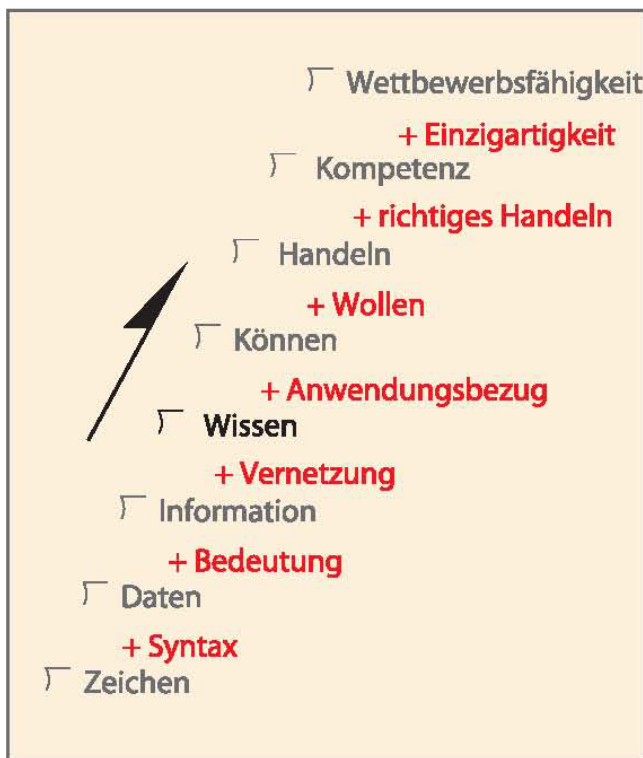 Wettbewerbsfähigkeit
+ Einzigartigkeit
Kompetenz
+ richtiges Handeln
Handeln
+ Wollen
Können
+ Anwendungsbezug
Wissen
+ Vernetzung
Information
+ Bedeutung
Daten
+ Syntax
Zeichen